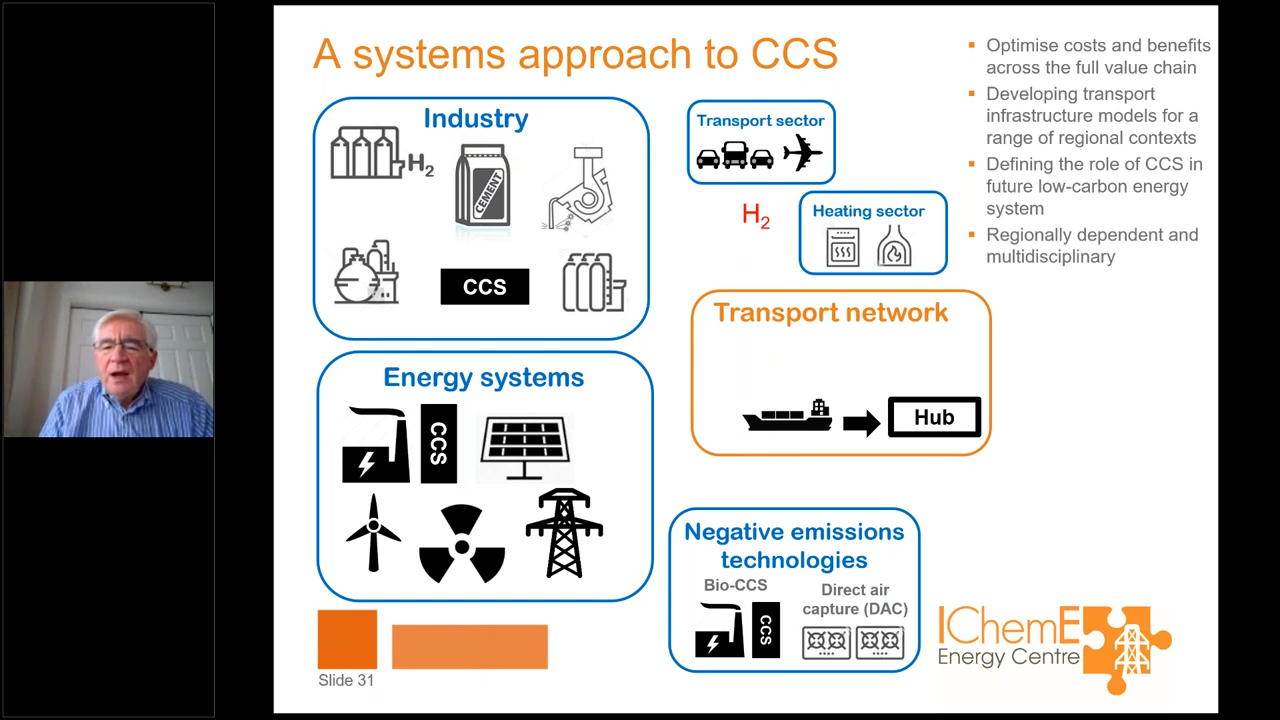 A systems approach to CCS
Industry
H2
CEMENT
CCS
Energy systems
CCS
Transport sector
H2
Heating sector
Transport network
Hub
Negative emissions
technologies
Bio-CCS
CCS
Direct air
capture (DAC)
Optimise costs and benefits
across the full value chain
Developing transport
infrastructure models for a
range of regional contexts
Defining the role of CCS in
future low-carbon energy
system
Regionally dependent and
multidisciplinary
Slide 31
IChemE
Energy Centre